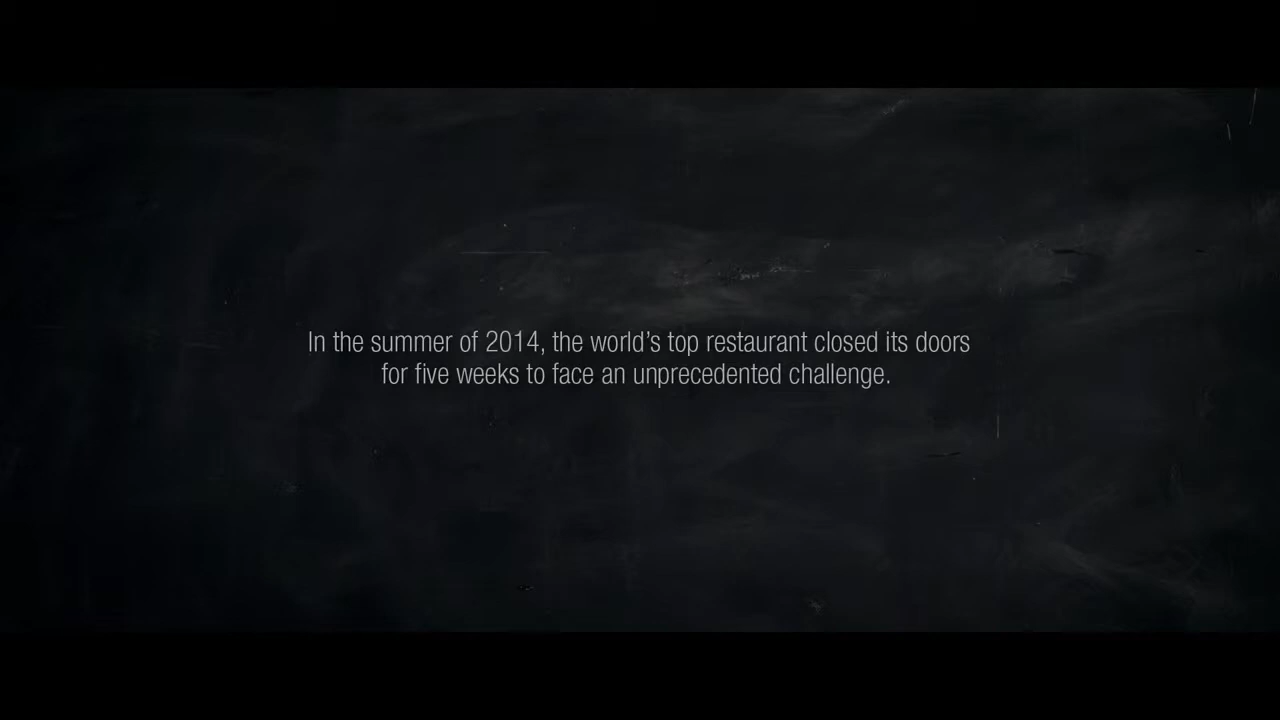 In the summer of 2014, the world's top restaurant closed its doors
for five weeks to face an unprecedented challenge.